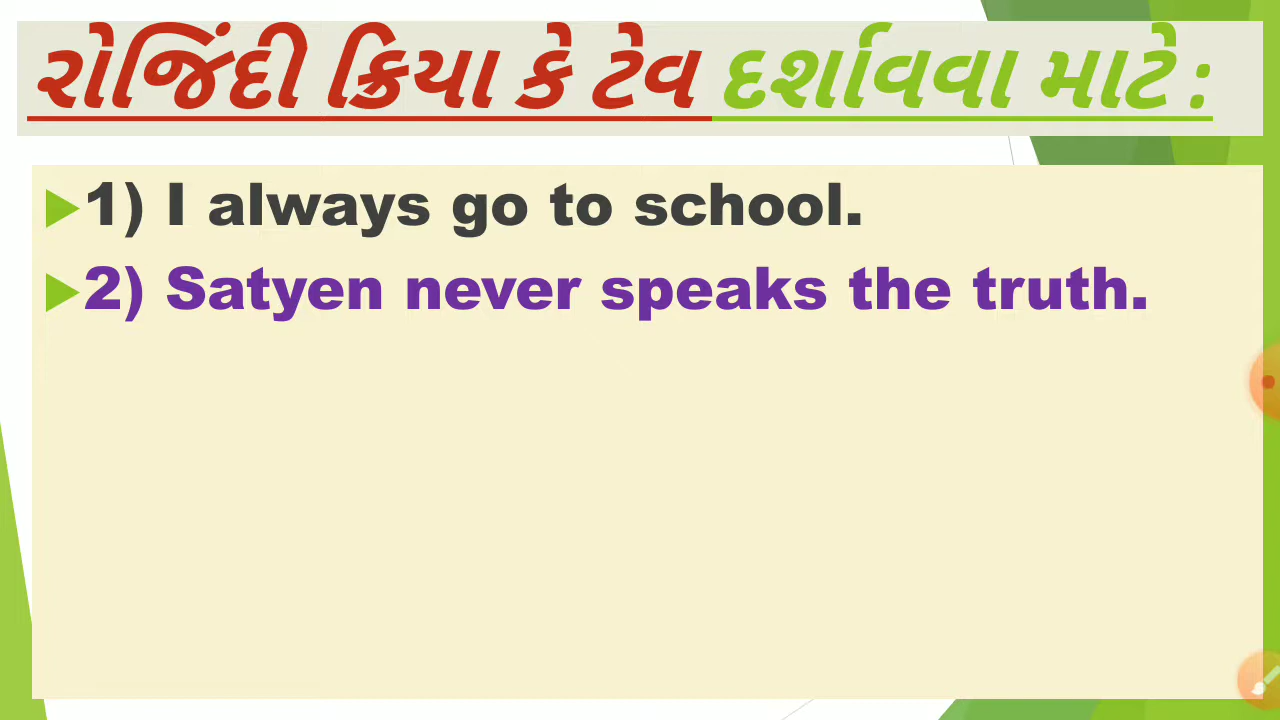 રોજિંદી ક્રિયા કે ટેવ દર્શાવવા માટે :
1) I always go to school.
2) Satyen never speaks the truth.